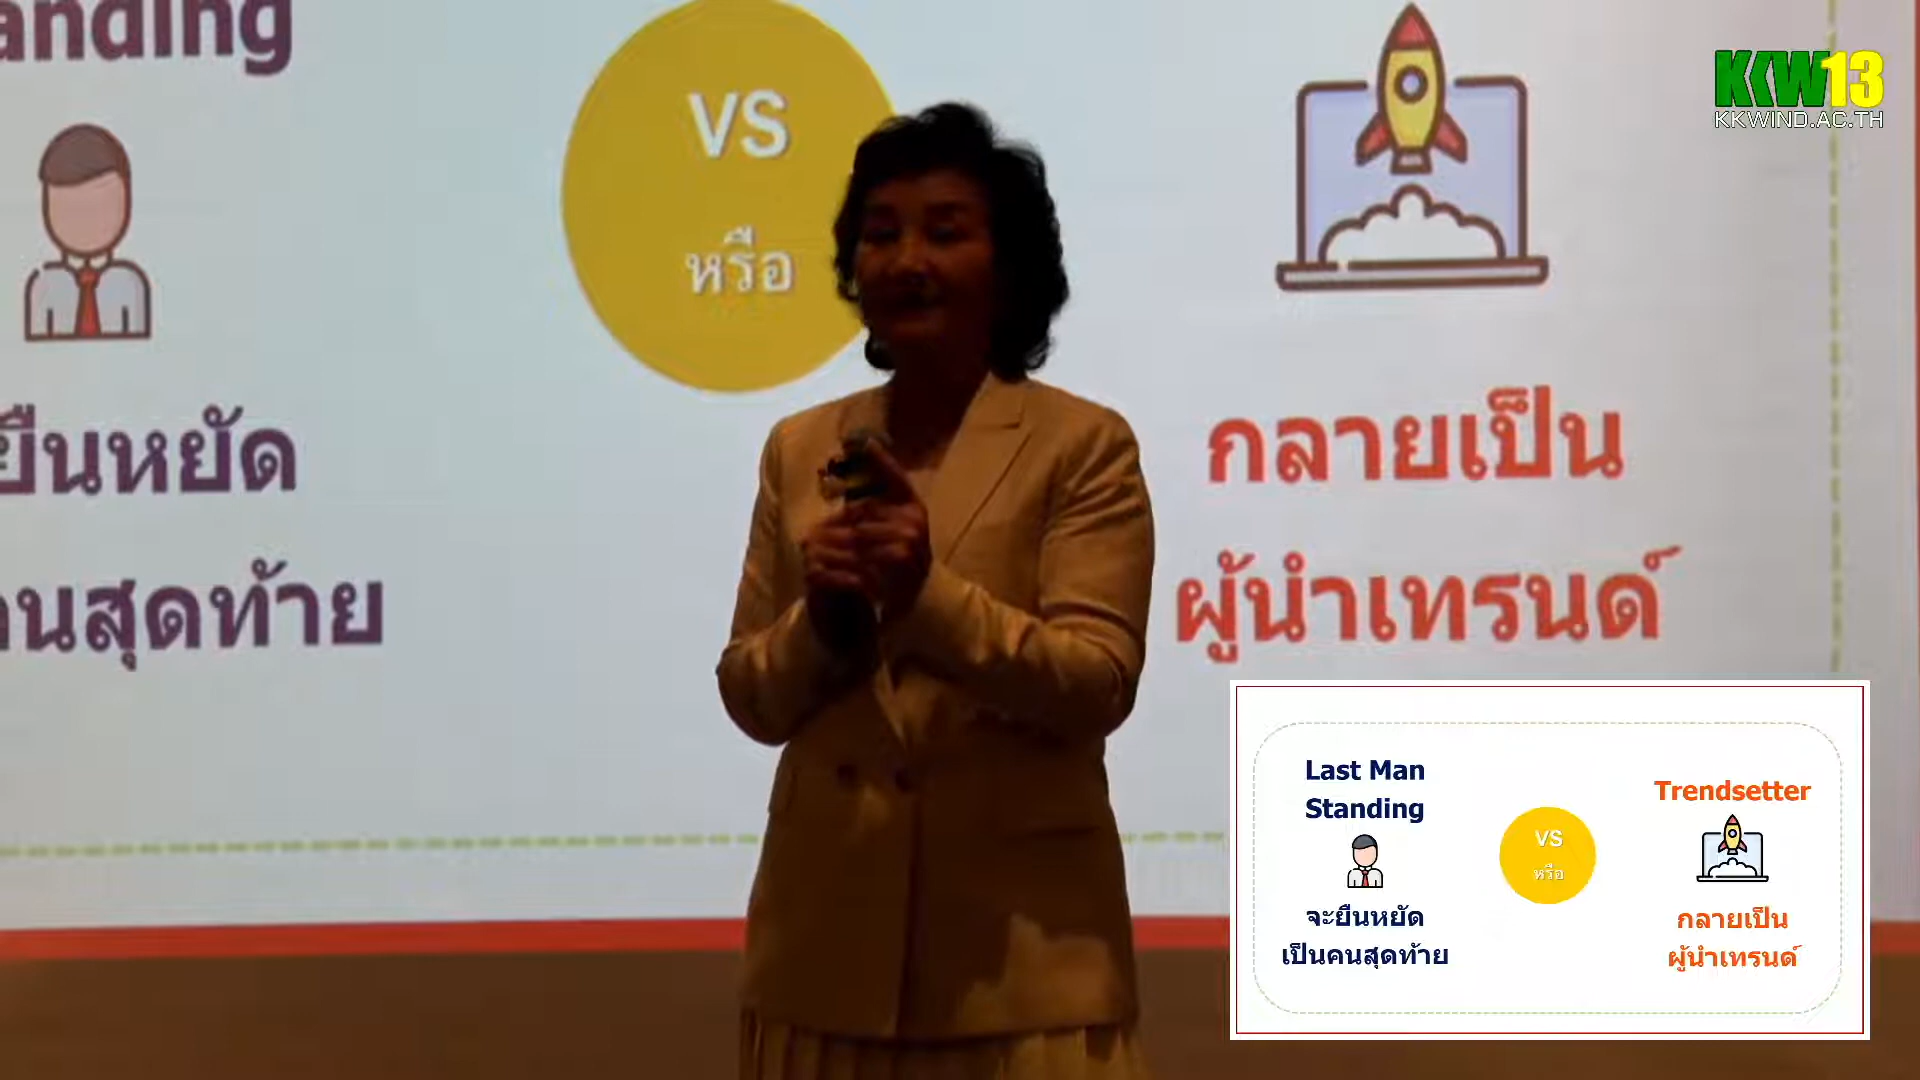 anding
VS
หรือ
ยืนหยัด
คนสุดท้าย
กลายเป็น
ผู้นำเทรนด์
KKW13
KKWIND.AC.TH
Last Man
Standing
VS
หรือ
จะยืนหยัด
เป็นคนสุดท้าย
Trendsetter
กลายเป็น
ผู้นำเทรนด์